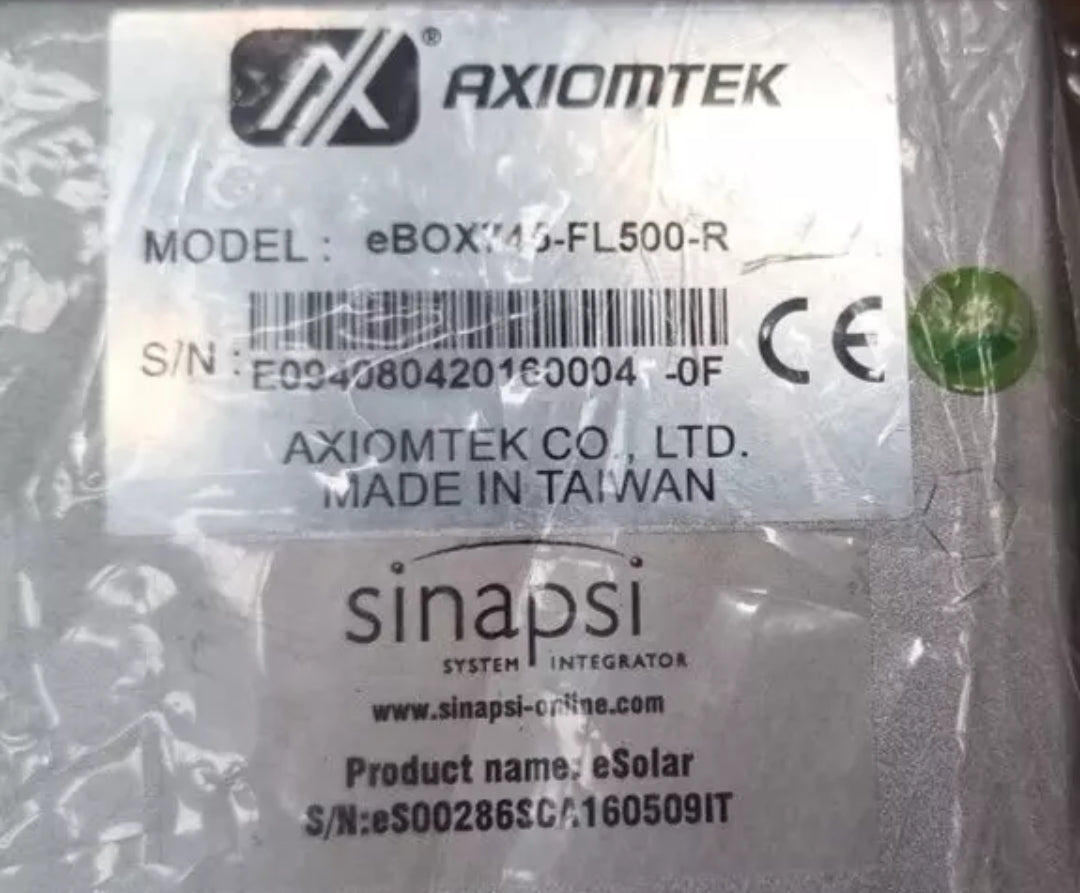 AXIOMTEK ®
MODEL : eBOX745-FL500-R
S/N : E094080420160004 -0F
CE
AXIOMTEK CO., LTD.
MADE IN TAIWAN
sinapsi
SYSTEM INTEGRATOR
www.sinapsi-online.com
Product name: eSolar
S/N:eS00286SCA160509IT